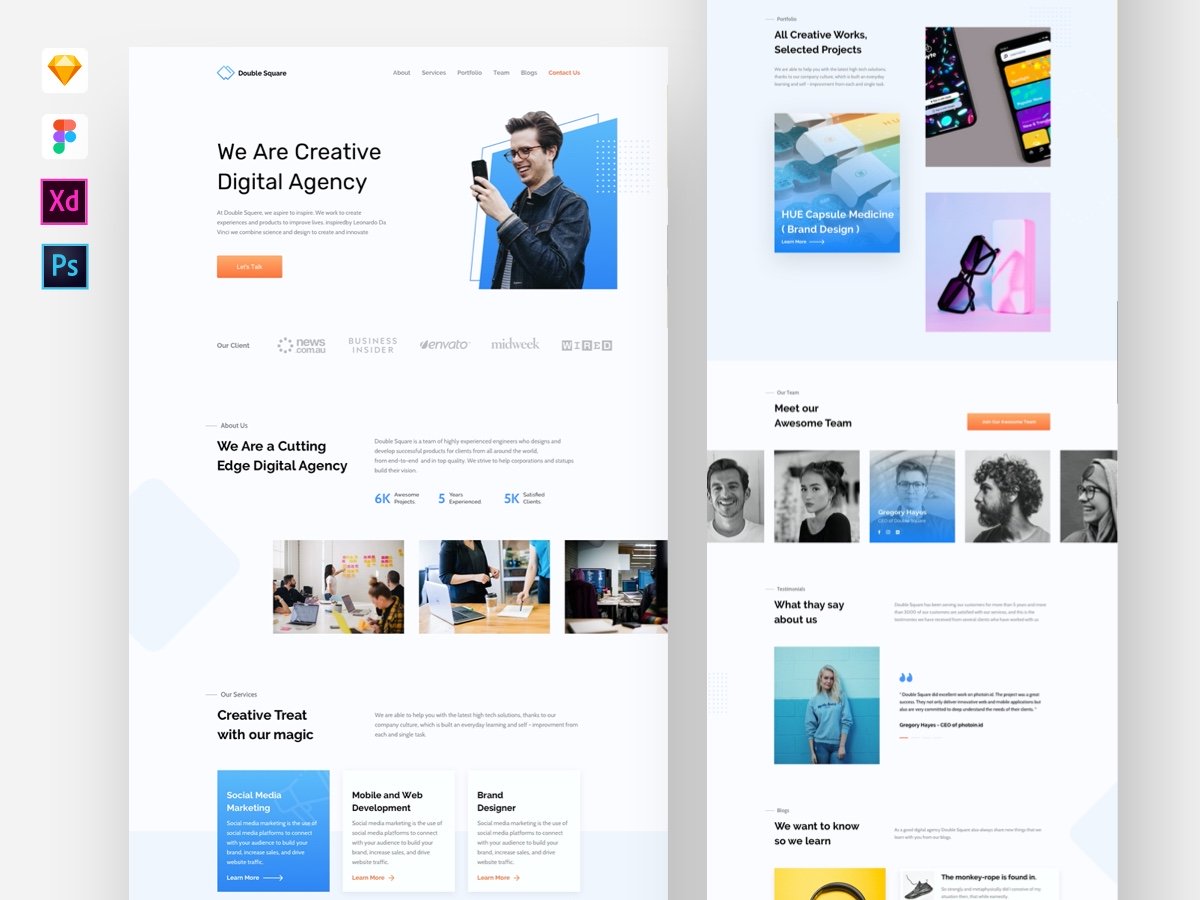 Xd
Ps
Double Square
About
Services
Portfolio
Team
Blogs
Contact Us
We Are Creative
Digital Agency
At Double Squere, we aspire to inspire. We work to create
experiences and products to improve lives. inspiredby Leonardo Da
Vinci we combine science and design to create and innovate
Let's Talk
Our Client
news
.com.au
BUSINESS
INSIDER
envato
midweek
WIRED
About Us
We Are a Cutting
Edge Digital Agency
Double Square is a team of highly experienced engineers who designs and
develop successful products for clients from all around the world,
from end-to-end and in top quality. We strive to help corporations and statups
build their vision.
6K
Awesome
Projects
5
Years
Experienced
5K
Satisfied
Clients
Our Services
Creative Treat
with our magic
We are able to help you with the latest high tech solutions, thanks to our
company culture, which is built an everyday learning and self - improvment from
each and single task.
Social Media
Marketing
Social media marketing is the use of
social media platforms to connect
with your audience to build your
brand, increase sales, and drive
website traffic.
Learn More
Mobile and Web
Development
Social media marketing is the use of
social media platforms to connect
with your audience to build your
brand, increase sales, and drive
website traffic.
Learn More
Brand
Designer
Social media marketing is the use of
social media platforms to connect
with your audience to build your
brand, increase sales, and drive
website traffic.
Learn More
Portfolio
All Creative Works,
Selected Projects
We are able to help you with the latest high tech solutions,
thanks to our company culture, which is built an everyday
learning and self - improvment from each and single task.
HUE Capsule Medicine
( Brand Design )
Learn More
Our Team
Meet our
Awesome Team
Join Our Awesome Team
Gregory Hayes
CEO of Double Square
Testimonials
What thay say
about us
Double Square has been serving our customers for more than 5 years and more
than 3000 of our customers are satisfied with our services, and this is the
testimonies we have received from several clients who have worked with us
" Double Square did excellent work on photoin.id. The project was a great
success. They not only deliver innovative web and mobile applications but
also are very committed to deep understand the needs of their clients. "
Gregory Hayes - CEO of photoin.id
Blogs
We want to know
so we learn
As a good digital agency Double Square also always share new things that we
learn with you from our blogs
The monkey-rope is found in.
So strongly and metaphysically did I conceive of my
situation then, that while earnestly